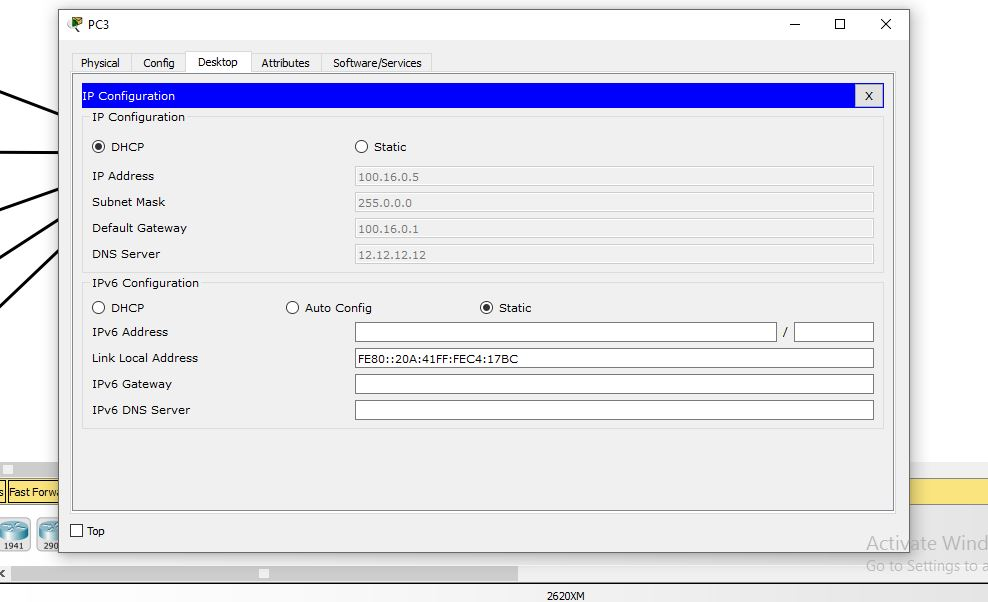 PC3
Physical Config Desktop Attributes Software/Services
IP Configuration X
IP Configuration
DHCP Static
IP Address 100.16.0.5
Subnet Mask 255.0.0.0
Default Gateway 100.16.0.1
DNS Server 12.12.12.12
IPv6 Configuration
DHCP Auto Config Static
IPv6 Address /
Link Local Address FE80::20A:41FF:FEC4:17BC
IPv6 Gateway
IPv6 DNS Server
s Fast Forwa
Top
1941 290
Activate Wind
Go to Settings to a
2620XM